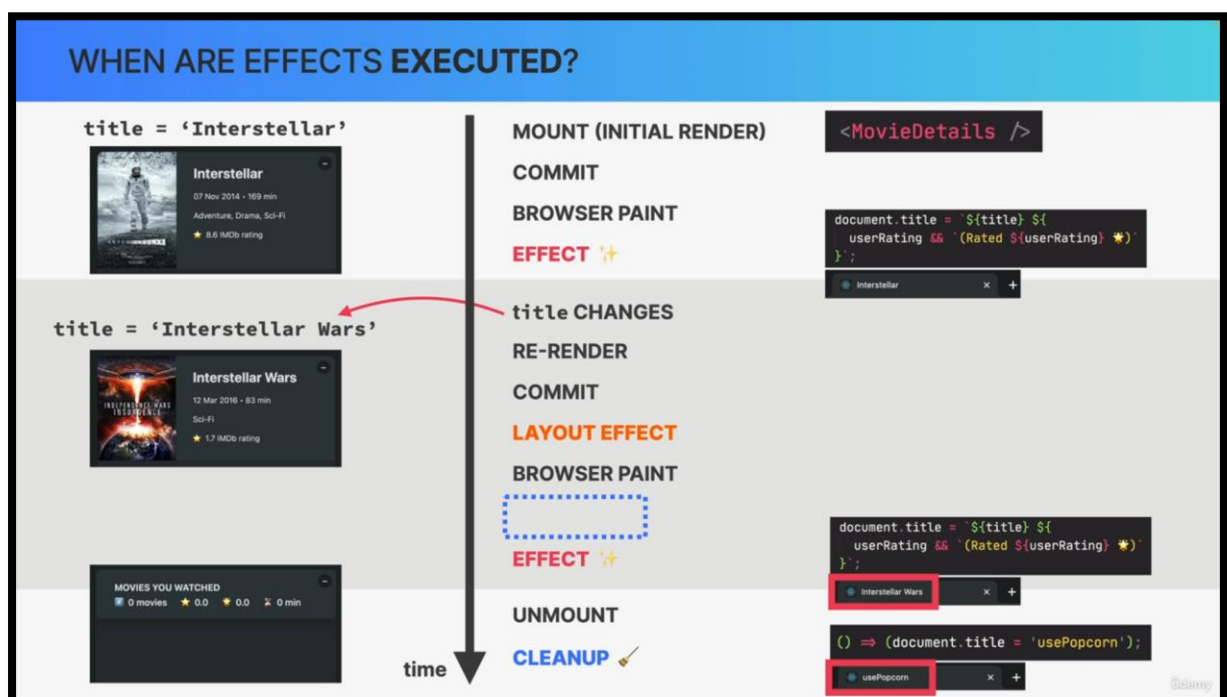 WHEN ARE EFFECTS EXECUTED?
title = ‘Interstellar’
Interstellar
07 Nov 2014 • 169 min
Adventure, Drama, Sci-Fi
⭐ 8.6 IMDb rating
MOUNT (INITIAL RENDER)
COMMIT
BROWSER PAINT
EFFECT ✨
<MovieDetails />
document.title = `${title} ${
userRating && `(Rated ${userRating} 🌟)`
}`;
Interstellar × +
title = ‘Interstellar Wars’
INDEPENDENCE WARS
INSURGENCE
Interstellar Wars
12 Mar 2016 • 83 min
Sci-Fi
⭐ 1.7 IMDb rating
title CHANGES
RE-RENDER
COMMIT
LAYOUT EFFECT
BROWSER PAINT
EFFECT ✨
document.title = `${title} ${
userRating && `(Rated ${userRating} 🌟)`
}`;
Interstellar Wars × +
MOVIES YOU WATCHED
#️⃣ 0 movies ⭐ 0.0 🌟 0.0 ⏳ 0 min
time
UNMOUNT
CLEANUP 🧹
() ⇒ (document.title = 'usePopcorn');
usePopcorn × +
ûdemy